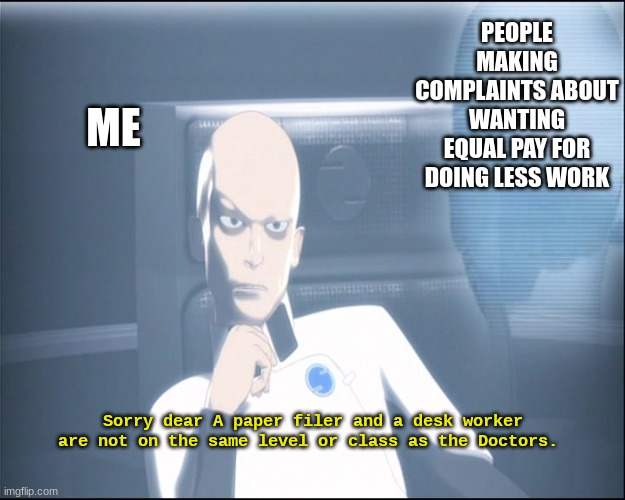 ME
PEOPLE
MAKING
COMPLAINTS ABOUT
WANTING
EQUAL PAY FOR
DOING LESS WORK
Sorry dear A paper filer and a desk worker
are not on the same level or class as the Doctors.
imgflip.com